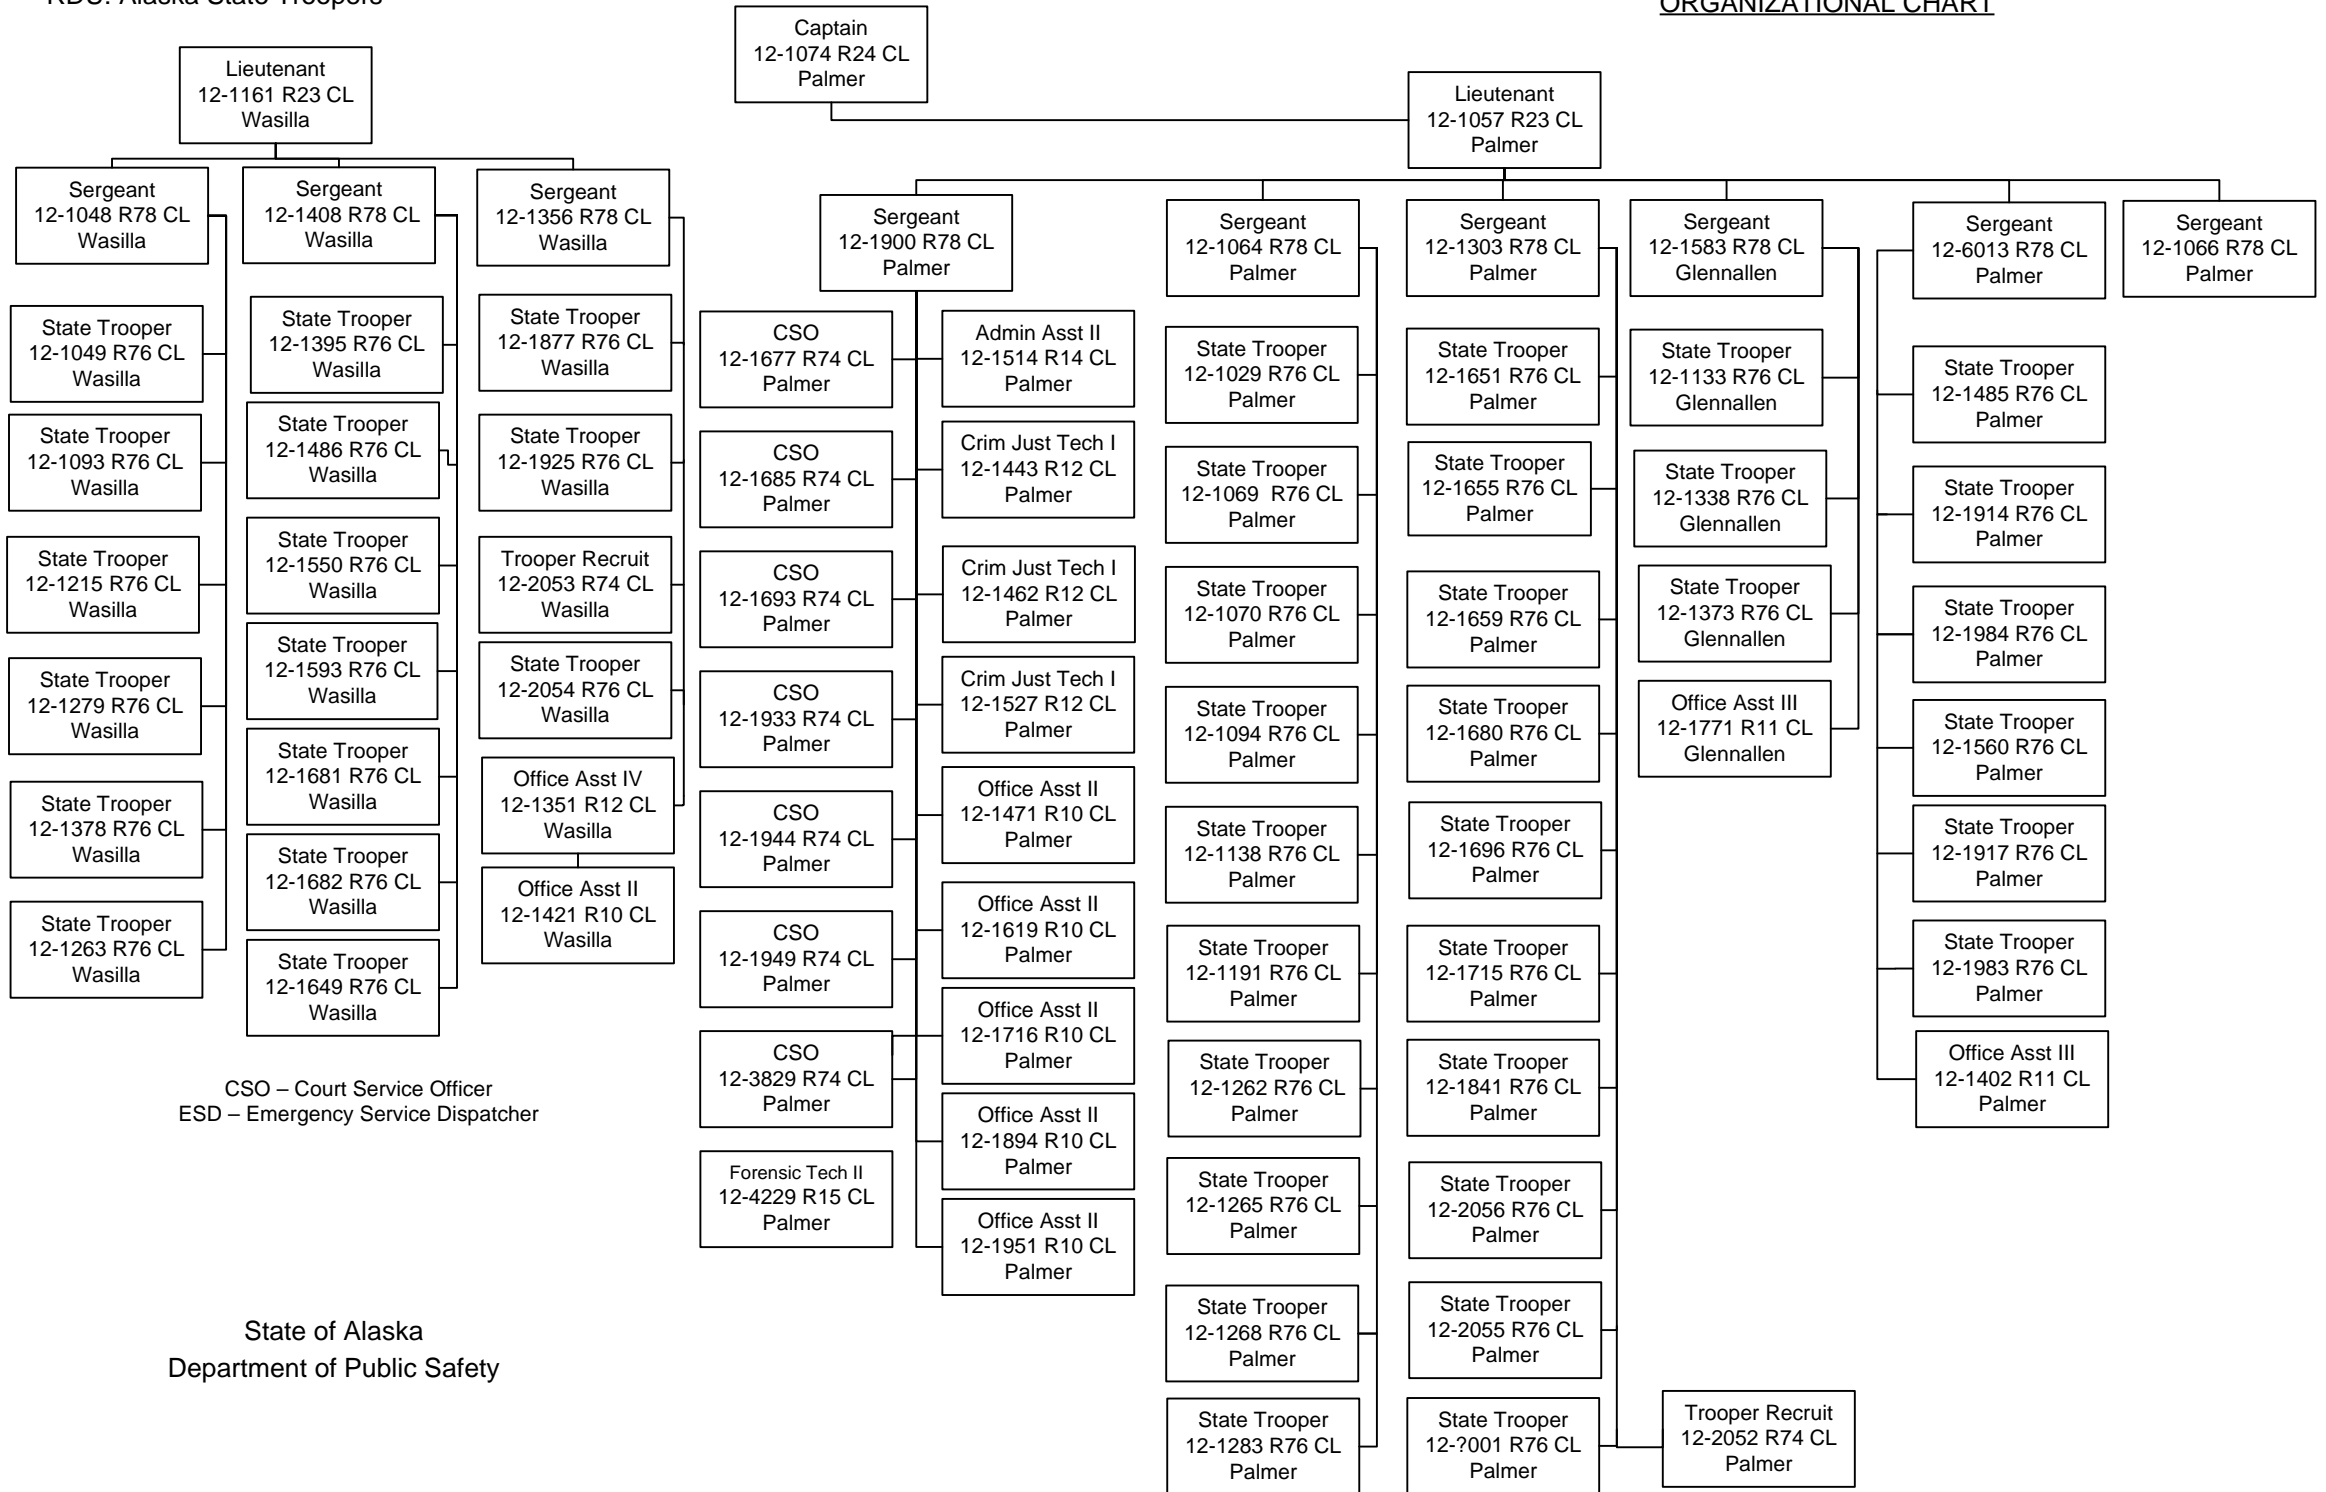 RDU: Alaska State Troopers
ORGANIZATIONAL CHART
Captain
12-1074 R24 CL
Palmer
Lieutenant
12-1161 R23 CL
Wasilla
Lieutenant
12-1057 R23 CL
Palmer
Sergeant
12-1048 R78 CL
Wasilla
State Trooper
12-1049 R76 CL
Wasilla
State Trooper
12-1093 R76 CL
Wasilla
State Trooper
12-1215 R76 CL
Wasilla
State Trooper
12-1279 R76 CL
Wasilla
State Trooper
12-1378 R76 CL
Wasilla
State Trooper
12-1263 R76 CL
Wasilla
Sergeant
12-1408 R78 CL
Wasilla
State Trooper
12-1395 R76 CL
Wasilla
State Trooper
12-1486 R76 CL
Wasilla
State Trooper
12-1550 R76 CL
Wasilla
State Trooper
12-1593 R76 CL
Wasilla
State Trooper
12-1681 R76 CL
Wasilla
State Trooper
12-1682 R76 CL
Wasilla
State Trooper
12-1649 R76 CL
Wasilla
Sergeant
12-1356 R78 CL
Wasilla
State Trooper
12-1877 R76 CL
Wasilla
State Trooper
12-1925 R76 CL
Wasilla
Trooper Recruit
12-2053 R74 CL
Wasilla
State Trooper
12-2054 R76 CL
Wasilla
Office Asst IV
12-1351 R12 CL
Wasilla
Office Asst II
12-1421 R10 CL
Wasilla
Sergeant
12-1900 R78 CL
Palmer
CSO
12-1677 R74 CL
Palmer
CSO
12-1685 R74 CL
Palmer
CSO
12-1693 R74 CL
Palmer
CSO
12-1933 R74 CL
Palmer
CSO
12-1944 R74 CL
Palmer
CSO
12-1949 R74 CL
Palmer
CSO
12-3829 R74 CL
Palmer
Forensic Tech II
12-4229 R15 CL
Palmer
Admin Asst II
12-1514 R14 CL
Palmer
Crim Just Tech I
12-1443 R12 CL
Palmer
Crim Just Tech I
12-1462 R12 CL
Palmer
Crim Just Tech I
12-1527 R12 CL
Palmer
Office Asst II
12-1471 R10 CL
Palmer
Office Asst II
12-1619 R10 CL
Palmer
Office Asst II
12-1716 R10 CL
Palmer
Office Asst II
12-1894 R10 CL
Palmer
Office Asst II
12-1951 R10 CL
Palmer
Sergeant
12-1064 R78 CL
Palmer
State Trooper
12-1029 R76 CL
Palmer
State Trooper
12-1069 R76 CL
Palmer
State Trooper
12-1070 R76 CL
Palmer
State Trooper
12-1094 R76 CL
Palmer
State Trooper
12-1138 R76 CL
Palmer
State Trooper
12-1191 R76 CL
Palmer
State Trooper
12-1262 R76 CL
Palmer
State Trooper
12-1265 R76 CL
Palmer
State Trooper
12-1268 R76 CL
Palmer
State Trooper
12-1283 R76 CL
Palmer
Sergeant
12-1303 R78 CL
Palmer
State Trooper
12-1651 R76 CL
Palmer
State Trooper
12-1655 R76 CL
Palmer
State Trooper
12-1659 R76 CL
Palmer
State Trooper
12-1680 R76 CL
Palmer
State Trooper
12-1696 R76 CL
Palmer
State Trooper
12-1715 R76 CL
Palmer
State Trooper
12-1841 R76 CL
Palmer
State Trooper
12-2056 R76 CL
Palmer
State Trooper
12-2055 R76 CL
Palmer
State Trooper
12-?001 R76 CL
Palmer
Trooper Recruit
12-2052 R74 CL
Palmer
Sergeant
12-1583 R78 CL
Glennallen
State Trooper
12-1133 R76 CL
Glennallen
State Trooper
12-1338 R76 CL
Glennallen
State Trooper
12-1373 R76 CL
Glennallen
Office Asst III
12-1771 R11 CL
Glennallen
Sergeant
12-6013 R78 CL
Palmer
State Trooper
12-1485 R76 CL
Palmer
State Trooper
12-1914 R76 CL
Palmer
State Trooper
12-1984 R76 CL
Palmer
State Trooper
12-1560 R76 CL
Palmer
State Trooper
12-1917 R76 CL
Palmer
State Trooper
12-1983 R76 CL
Palmer
Office Asst III
12-1402 R11 CL
Palmer
Sergeant
12-1066 R78 CL
Palmer
CSO – Court Service Officer
ESD – Emergency Service Dispatcher
State of Alaska
Department of Public Safety